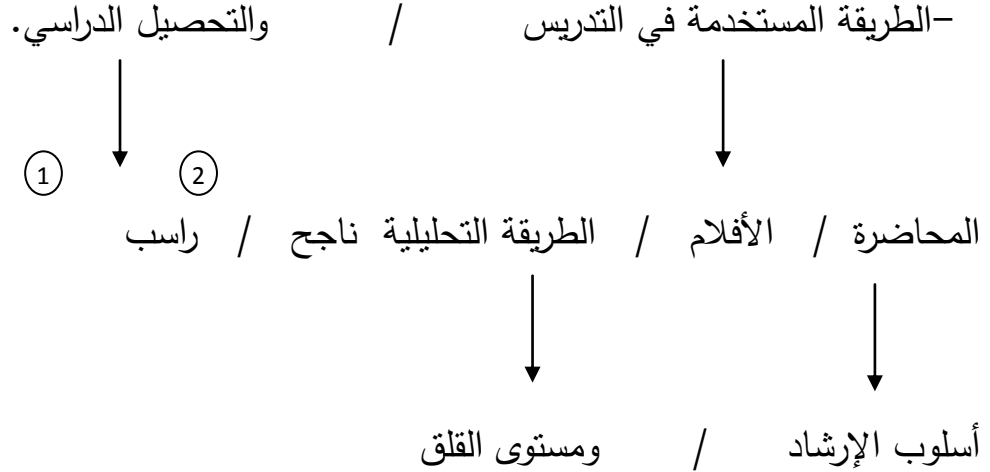 –الطريقة المستخدمة في التدريس / والتحصيل الدراسي.
2 1
المحاضرة / الأفلام / الطريقة التحليلية ناجح / راسب
أسلوب الإرشاد / ومستوى القلق